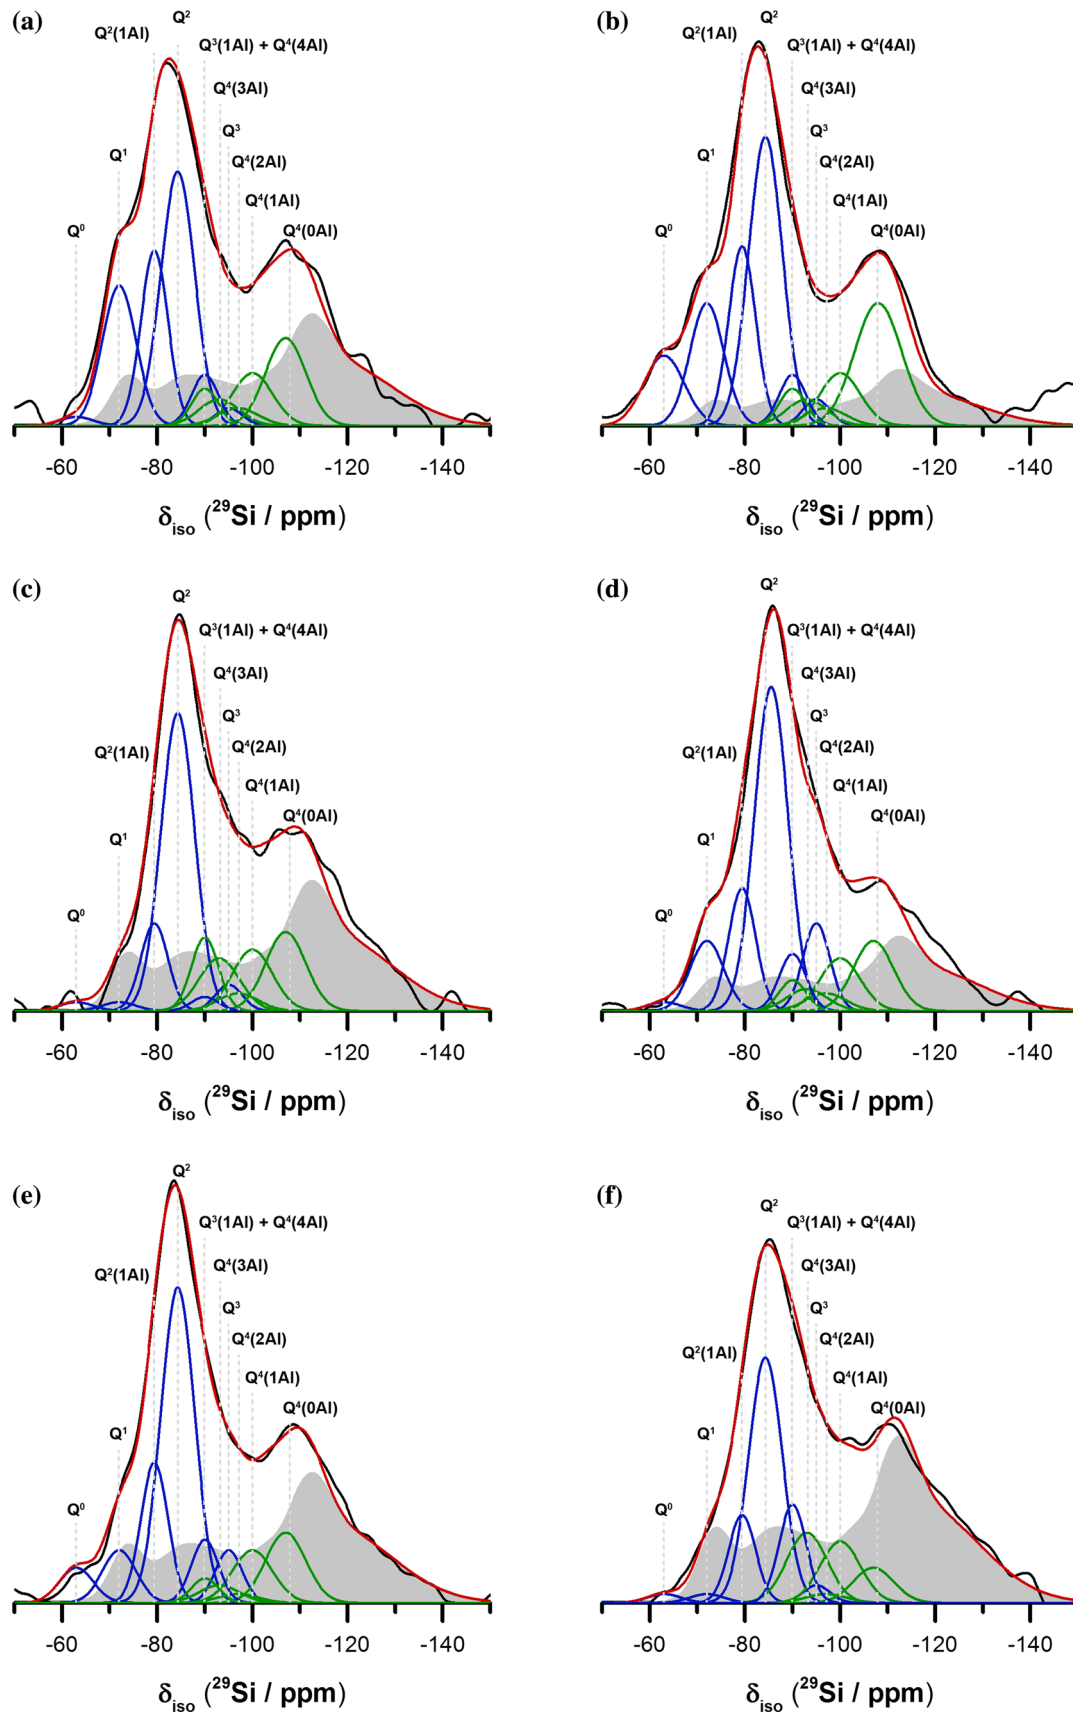 (a)
Q²
Q²(1Al)
Q³(1Al) + Q⁴(4Al)
Q⁴(3Al)
Q³
Q¹
Q⁴(2Al)
Q⁴(1Al)
Q⁰
Q⁴(0Al)
-60 -80 -100 -120 -140
δiso (²⁹Si / ppm)
(b)
Q²
Q²(1Al)
Q³(1Al) + Q⁴(4Al)
Q⁴(3Al)
Q³
Q¹
Q⁴(2Al)
Q⁴(1Al)
Q⁰
Q⁴(0Al)
-60 -80 -100 -120 -140
δiso (²⁹Si / ppm)
(c)
Q²
Q³(1Al) + Q⁴(4Al)
Q⁴(3Al)
Q³
Q²(1Al)
Q⁴(2Al)
Q⁴(1Al)
Q⁴(0Al)
Q¹
Q⁰
-60 -80 -100 -120 -140
δiso (²⁹Si / ppm)
(d)
Q²
Q³(1Al) + Q⁴(4Al)
Q⁴(3Al)
Q³
Q²(1Al)
Q⁴(2Al)
Q⁴(1Al)
Q⁴(0Al)
Q¹
Q⁰
-60 -80 -100 -120 -140
δiso (²⁹Si / ppm)
(e)
Q²
Q³(1Al) + Q⁴(4Al)
Q⁴(3Al)
Q²(1Al)
Q³
Q⁴(2Al)
Q⁴(1Al)
Q⁴(0Al)
Q¹
Q⁰
-60 -80 -100 -120 -140
δiso (²⁹Si / ppm)
(f)
Q²
Q³(1Al) + Q⁴(4Al)
Q⁴(3Al)
Q³
Q⁴(2Al)
Q²(1Al)
Q⁴(1Al)
Q⁴(0Al)
Q¹
Q⁰
-60 -80 -100 -120 -140
δiso (²⁹Si / ppm)